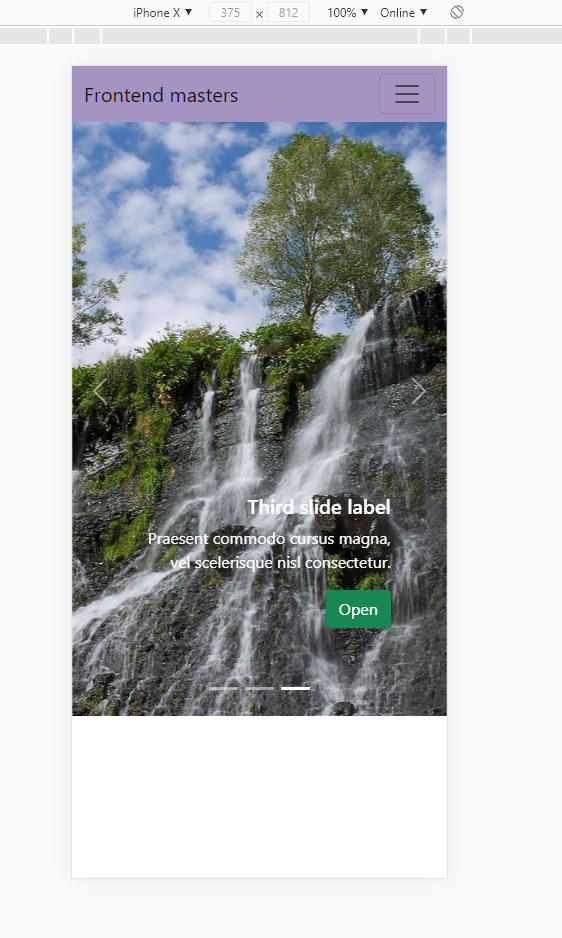 iPhone X ▼ 375 × 812 100% ▼ Online ▼
Frontend masters
Third slide label
Praesent commodo cursus magna,
vel scelerisque nisl consectetur.
Open